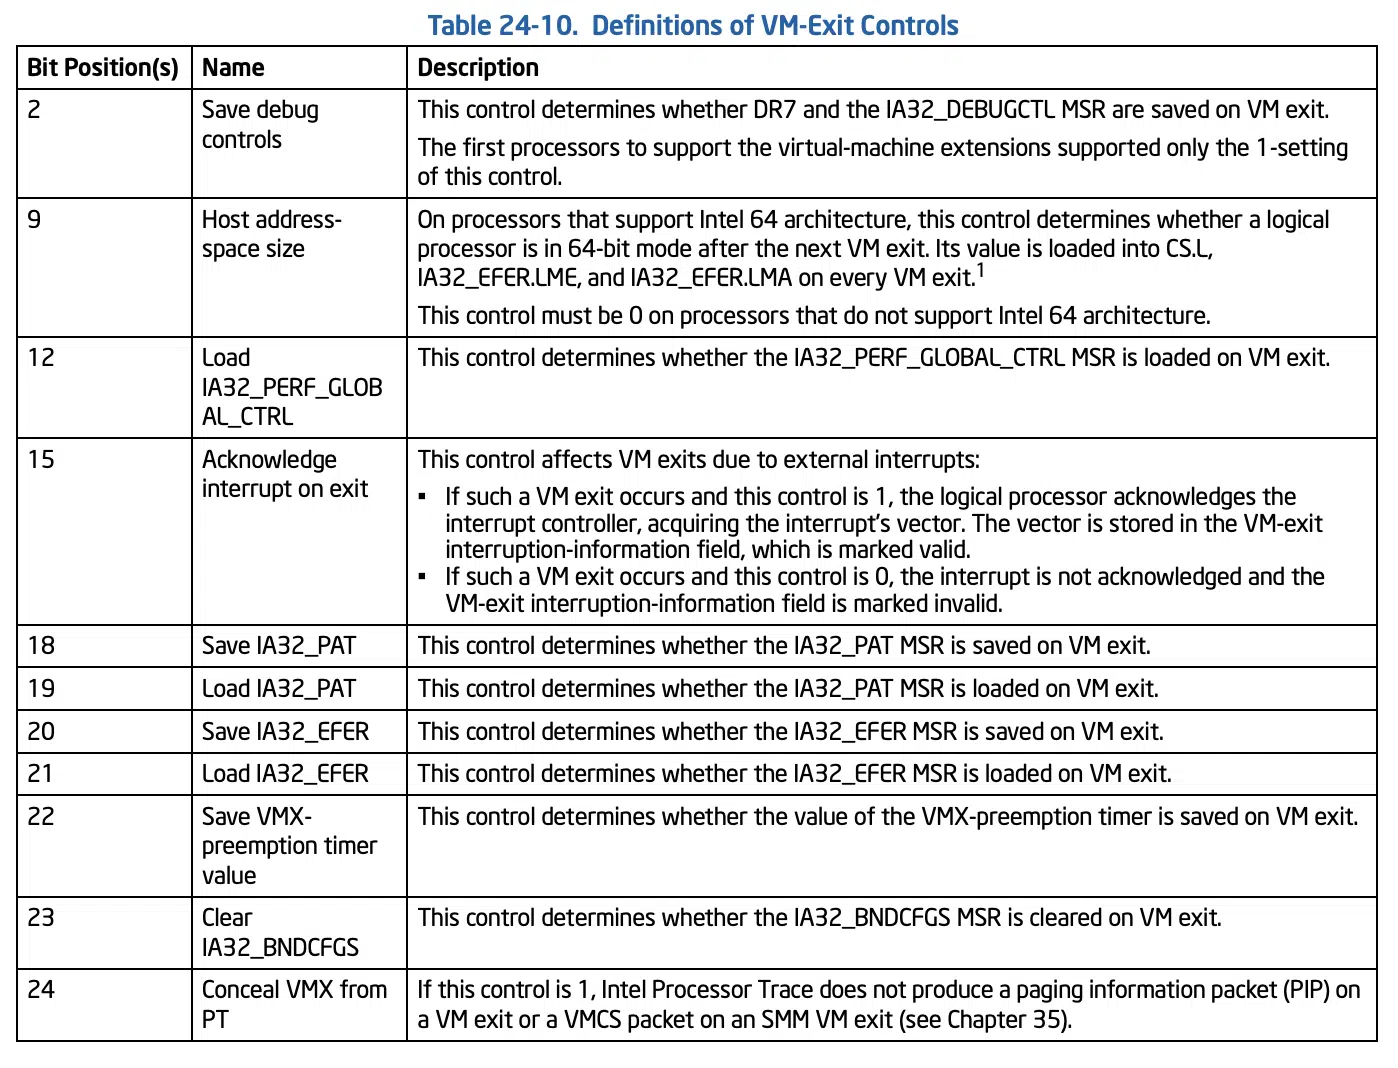 Table 24-10. Definitions of VM-Exit Controls
Bit Position(s) Name Description
2 Save debug controls
This control determines whether DR7 and the IA32_DEBUGCTL MSR are saved on VM exit.
The first processors to support the virtual-machine extensions supported only the 1-setting
of this control.
9 Host address-
space size
On processors that support Intel 64 architecture, this control determines whether a logical
processor is in 64-bit mode after the next VM exit. Its value is loaded into CS.L,
IA32_EFER.LME, and IA32_EFER.LMA on every VM exit.1
This control must be 0 on processors that do not support Intel 64 architecture.
12 Load
IA32_PERF_GLOB
AL_CTRL
This control determines whether the IA32_PERF_GLOBAL_CTRL MSR is loaded on VM exit.
15 Acknowledge
interrupt on exit
This control affects VM exits due to external interrupts:
▪ If such a VM exit occurs and this control is 1, the logical processor acknowledges the
interrupt controller, acquiring the interrupt's vector. The vector is stored in the VM-exit
interruption-information field, which is marked valid.
▪ If such a VM exit occurs and this control is 0, the interrupt is not acknowledged and the
VM-exit interruption-information field is marked invalid.
18 Save IA32_PAT This control determines whether the IA32_PAT MSR is saved on VM exit.
19 Load IA32_PAT This control determines whether the IA32_PAT MSR is loaded on VM exit.
20 Save IA32_EFER This control determines whether the IA32_EFER MSR is saved on VM exit.
21 Load IA32_EFER This control determines whether the IA32_EFER MSR is loaded on VM exit.
22 Save VMX-
preemption timer
value
This control determines whether the value of the VMX-preemption timer is saved on VM exit.
23 Clear
IA32_BNDCFGS
This control determines whether the IA32_BNDCFGS MSR is cleared on VM exit.
24 Conceal VMX from
PT
If this control is 1, Intel Processor Trace does not produce a paging information packet (PIP) on
a VM exit or a VMCS packet on an SMM VM exit (see Chapter 35).